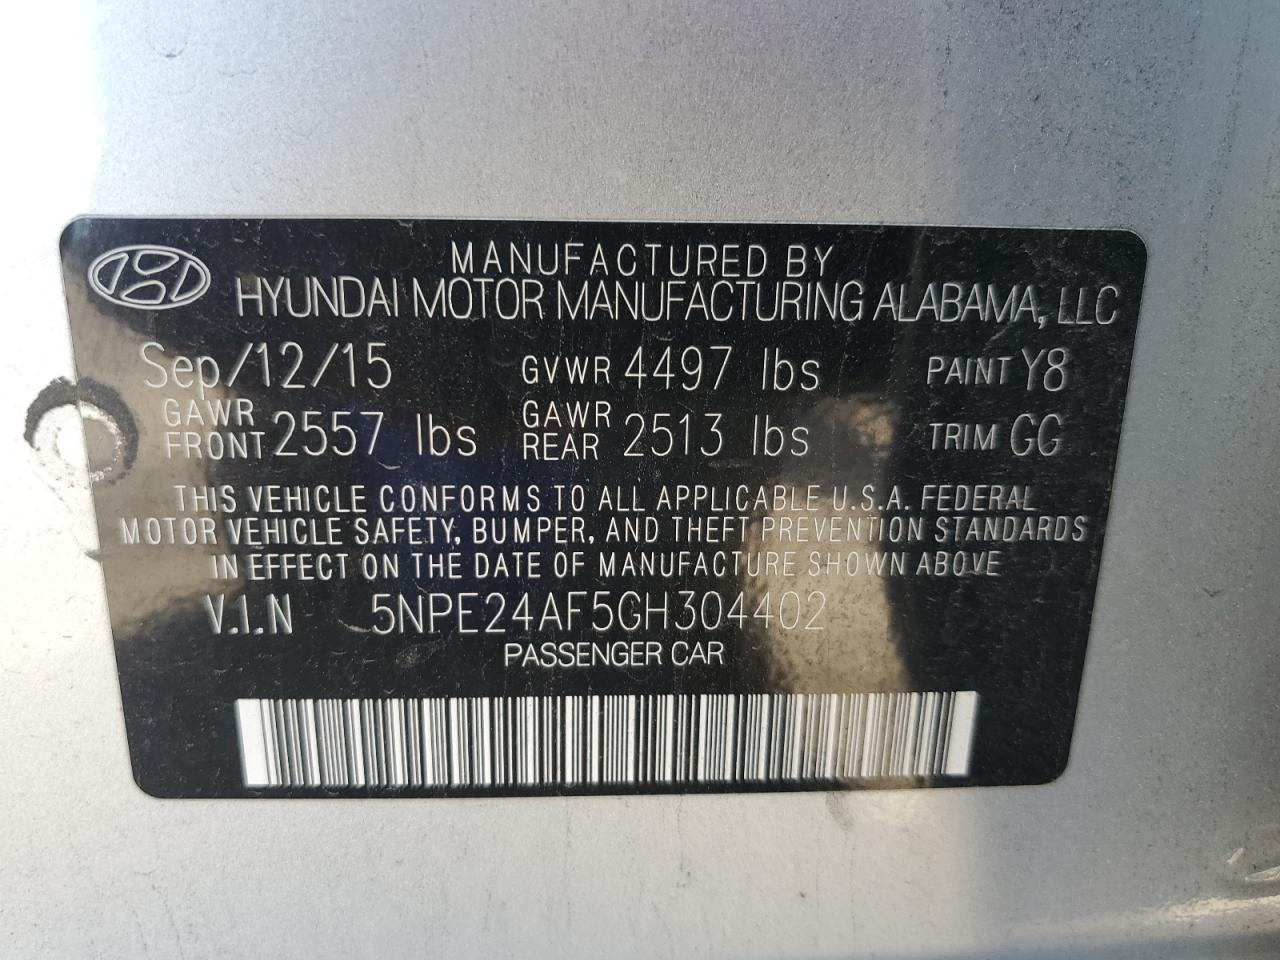 MANUFACTURED BY
HYUNDAI MOTOR MANUFACTURING ALABAMA, LLC
Sep/12/15 GVWR 4497 lbs PAINT Y8
GAWR FRONT 2557 lbs GAWR REAR 2513 lbs TRIM GG
THIS VEHICLE CONFORMS TO ALL APPLICABLE U.S.A. FEDERAL
MOTOR VEHICLE SAFETY, BUMPER, AND THEFT PREVENTION STANDARDS
IN EFFECT ON THE DATE OF MANUFACTURE SHOWN ABOVE
V.I.N 5NPE24AF5GH304402
PASSENGER CAR